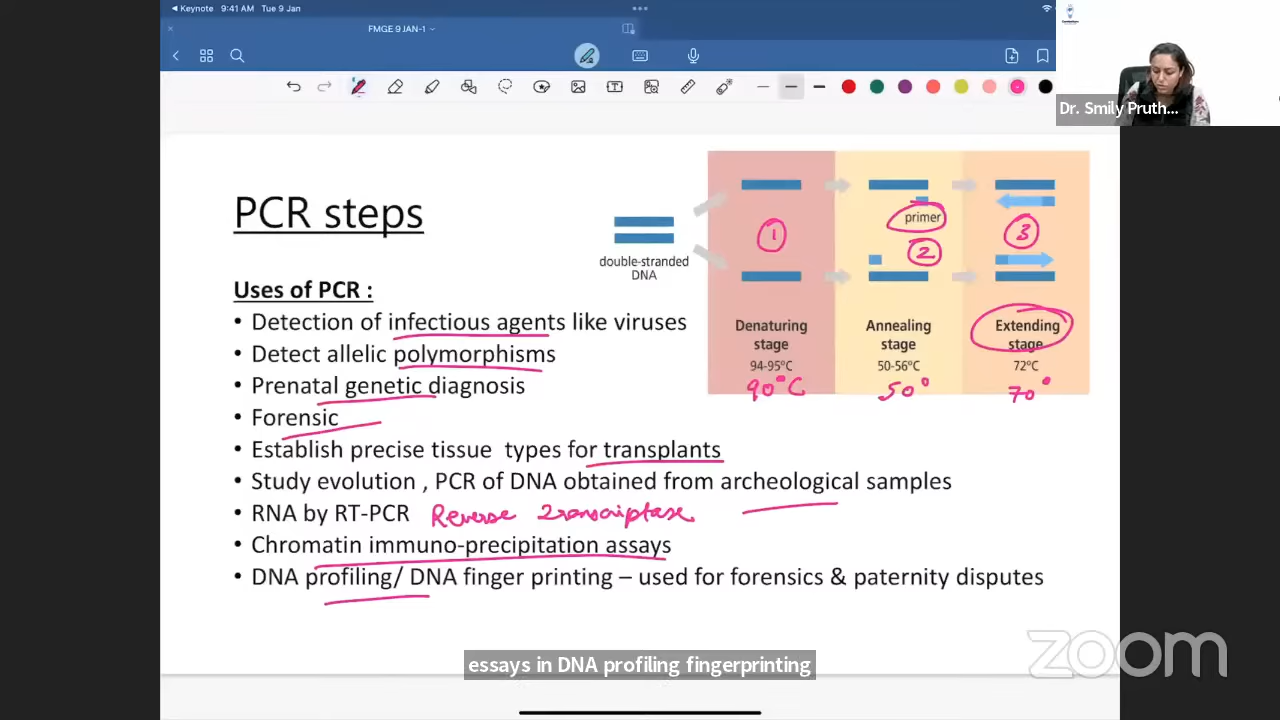 Keynote 9:41 AM Tue 9 Jan
FMGE 9 JAN-1
Dr. Smily Pruth...
PCR steps
double-stranded
DNA
1
primer
2
3
Denaturing
stage
94-95°C
90°C
Annealing
stage
50-56°C
50°
Extending
stage
72°C
70°
Uses of PCR :
• Detection of infectious agents like viruses
• Detect allelic polymorphisms
• Prenatal genetic diagnosis
• Forensic
• Establish precise tissue types for transplants
• Study evolution , PCR of DNA obtained from archeological samples
• RNA by RT-PCR Reverse Transcriptase
• Chromatin immuno-precipitation assays
• DNA profiling/ DNA finger printing – used for forensics & paternity disputes
zoom
essays in DNA profiling fingerprinting